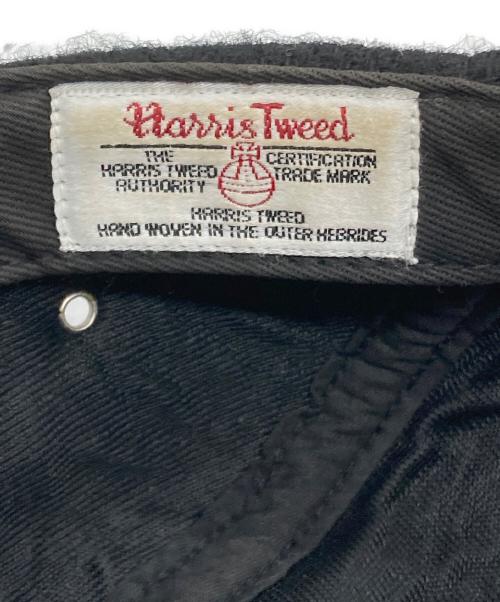 Harris Tweed
THE
HARRIS TWEED
AUTHORITY
CERTIFICATION
TRADE MARK
HARRIS TWEED
HAND WOVEN IN THE OUTER HEBRIDES